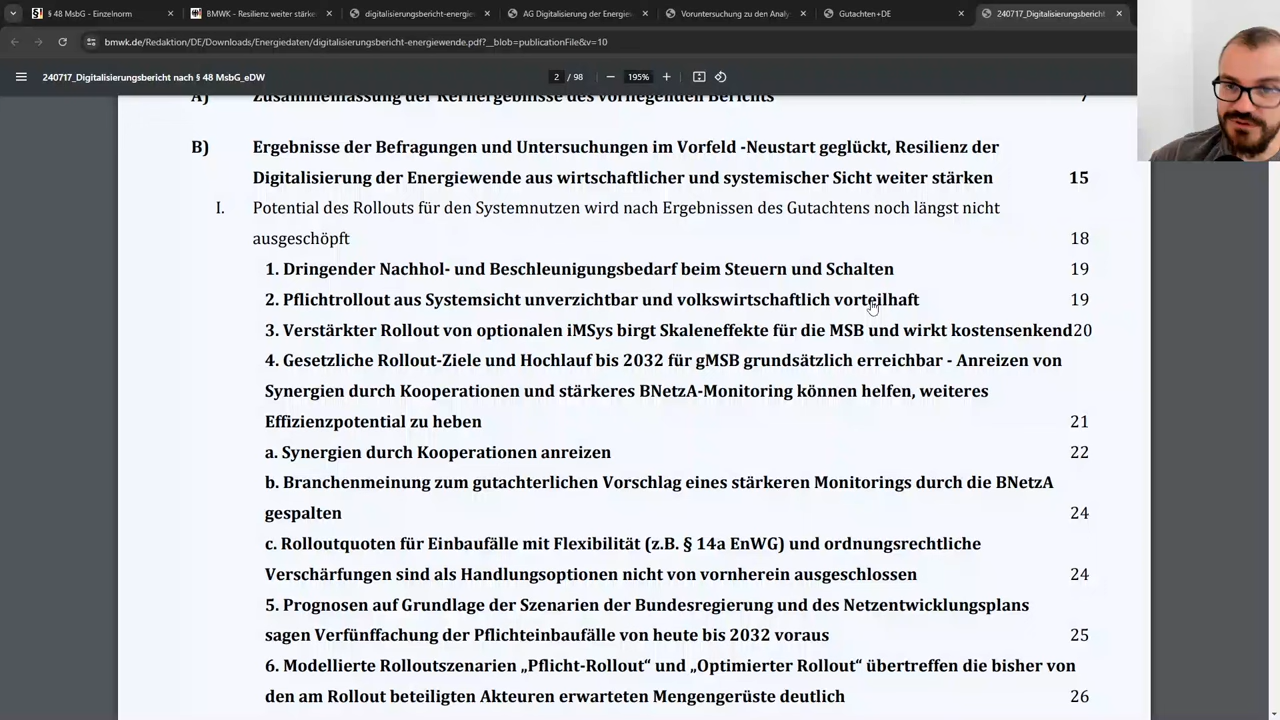 § 48 MsbG - Einzelnorm
BMWK - Resilienz weiter stärke
digitalisierungsbericht-energie
AG Digitalisierung der Energie
Voruntersuchung zu den Analy
Gutachten+DE
240717_Digitalisierungsbericht
bmwk.de/Redaktion/DE/Downloads/Energiedaten/digitalisierungsbericht-energiewende.pdf?__blob=publicationFile&v=10
240717_Digitalisierungsbericht nach § 48 MsbG_eDW
2 / 98
195%
A) Zusammenfassung der Kernergebnisse des vorliegenden Berichts 7
B) Ergebnisse der Befragungen und Untersuchungen im Vorfeld -Neustart geglückt, Resilienz der
Digitalisierung der Energiewende aus wirtschaftlicher und systemischer Sicht weiter stärken 15
I. Potential des Rollouts für den Systemnutzen wird nach Ergebnissen des Gutachtens noch längst nicht
ausgeschöpft 18
1. Dringender Nachhol- und Beschleunigungsbedarf beim Steuern und Schalten 19
2. Pflichtrollout aus Systemsicht unverzichtbar und volkswirtschaftlich vorteilhaft 19
3. Verstärkter Rollout von optionalen iMSys birgt Skaleneffekte für die MSB und wirkt kostensenkend20
4. Gesetzliche Rollout-Ziele und Hochlauf bis 2032 für gMSB grundsätzlich erreichbar - Anreizen von
Synergien durch Kooperationen und stärkeres BNetzA-Monitoring können helfen, weiteres
Effizienzpotential zu heben 21
a. Synergien durch Kooperationen anreizen 22
b. Branchenmeinung zum gutachterlichen Vorschlag eines stärkeren Monitorings durch die BNetzA
gespalten 24
c. Rolloutquoten für Einbaufälle mit Flexibilität (z.B. § 14a EnWG) und ordnungsrechtliche
Verschärfungen sind als Handlungsoptionen nicht von vornherein ausgeschlossen 24
5. Prognosen auf Grundlage der Szenarien der Bundesregierung und des Netzentwicklungsplans
sagen Verfünffachung der Pflichteinbaufälle von heute bis 2032 voraus 25
6. Modellierte Rolloutszenarien „Pflicht-Rollout“ und „Optimierter Rollout“ übertreffen die bisher von
den am Rollout beteiligten Akteuren erwarteten Mengengerüste deutlich 26